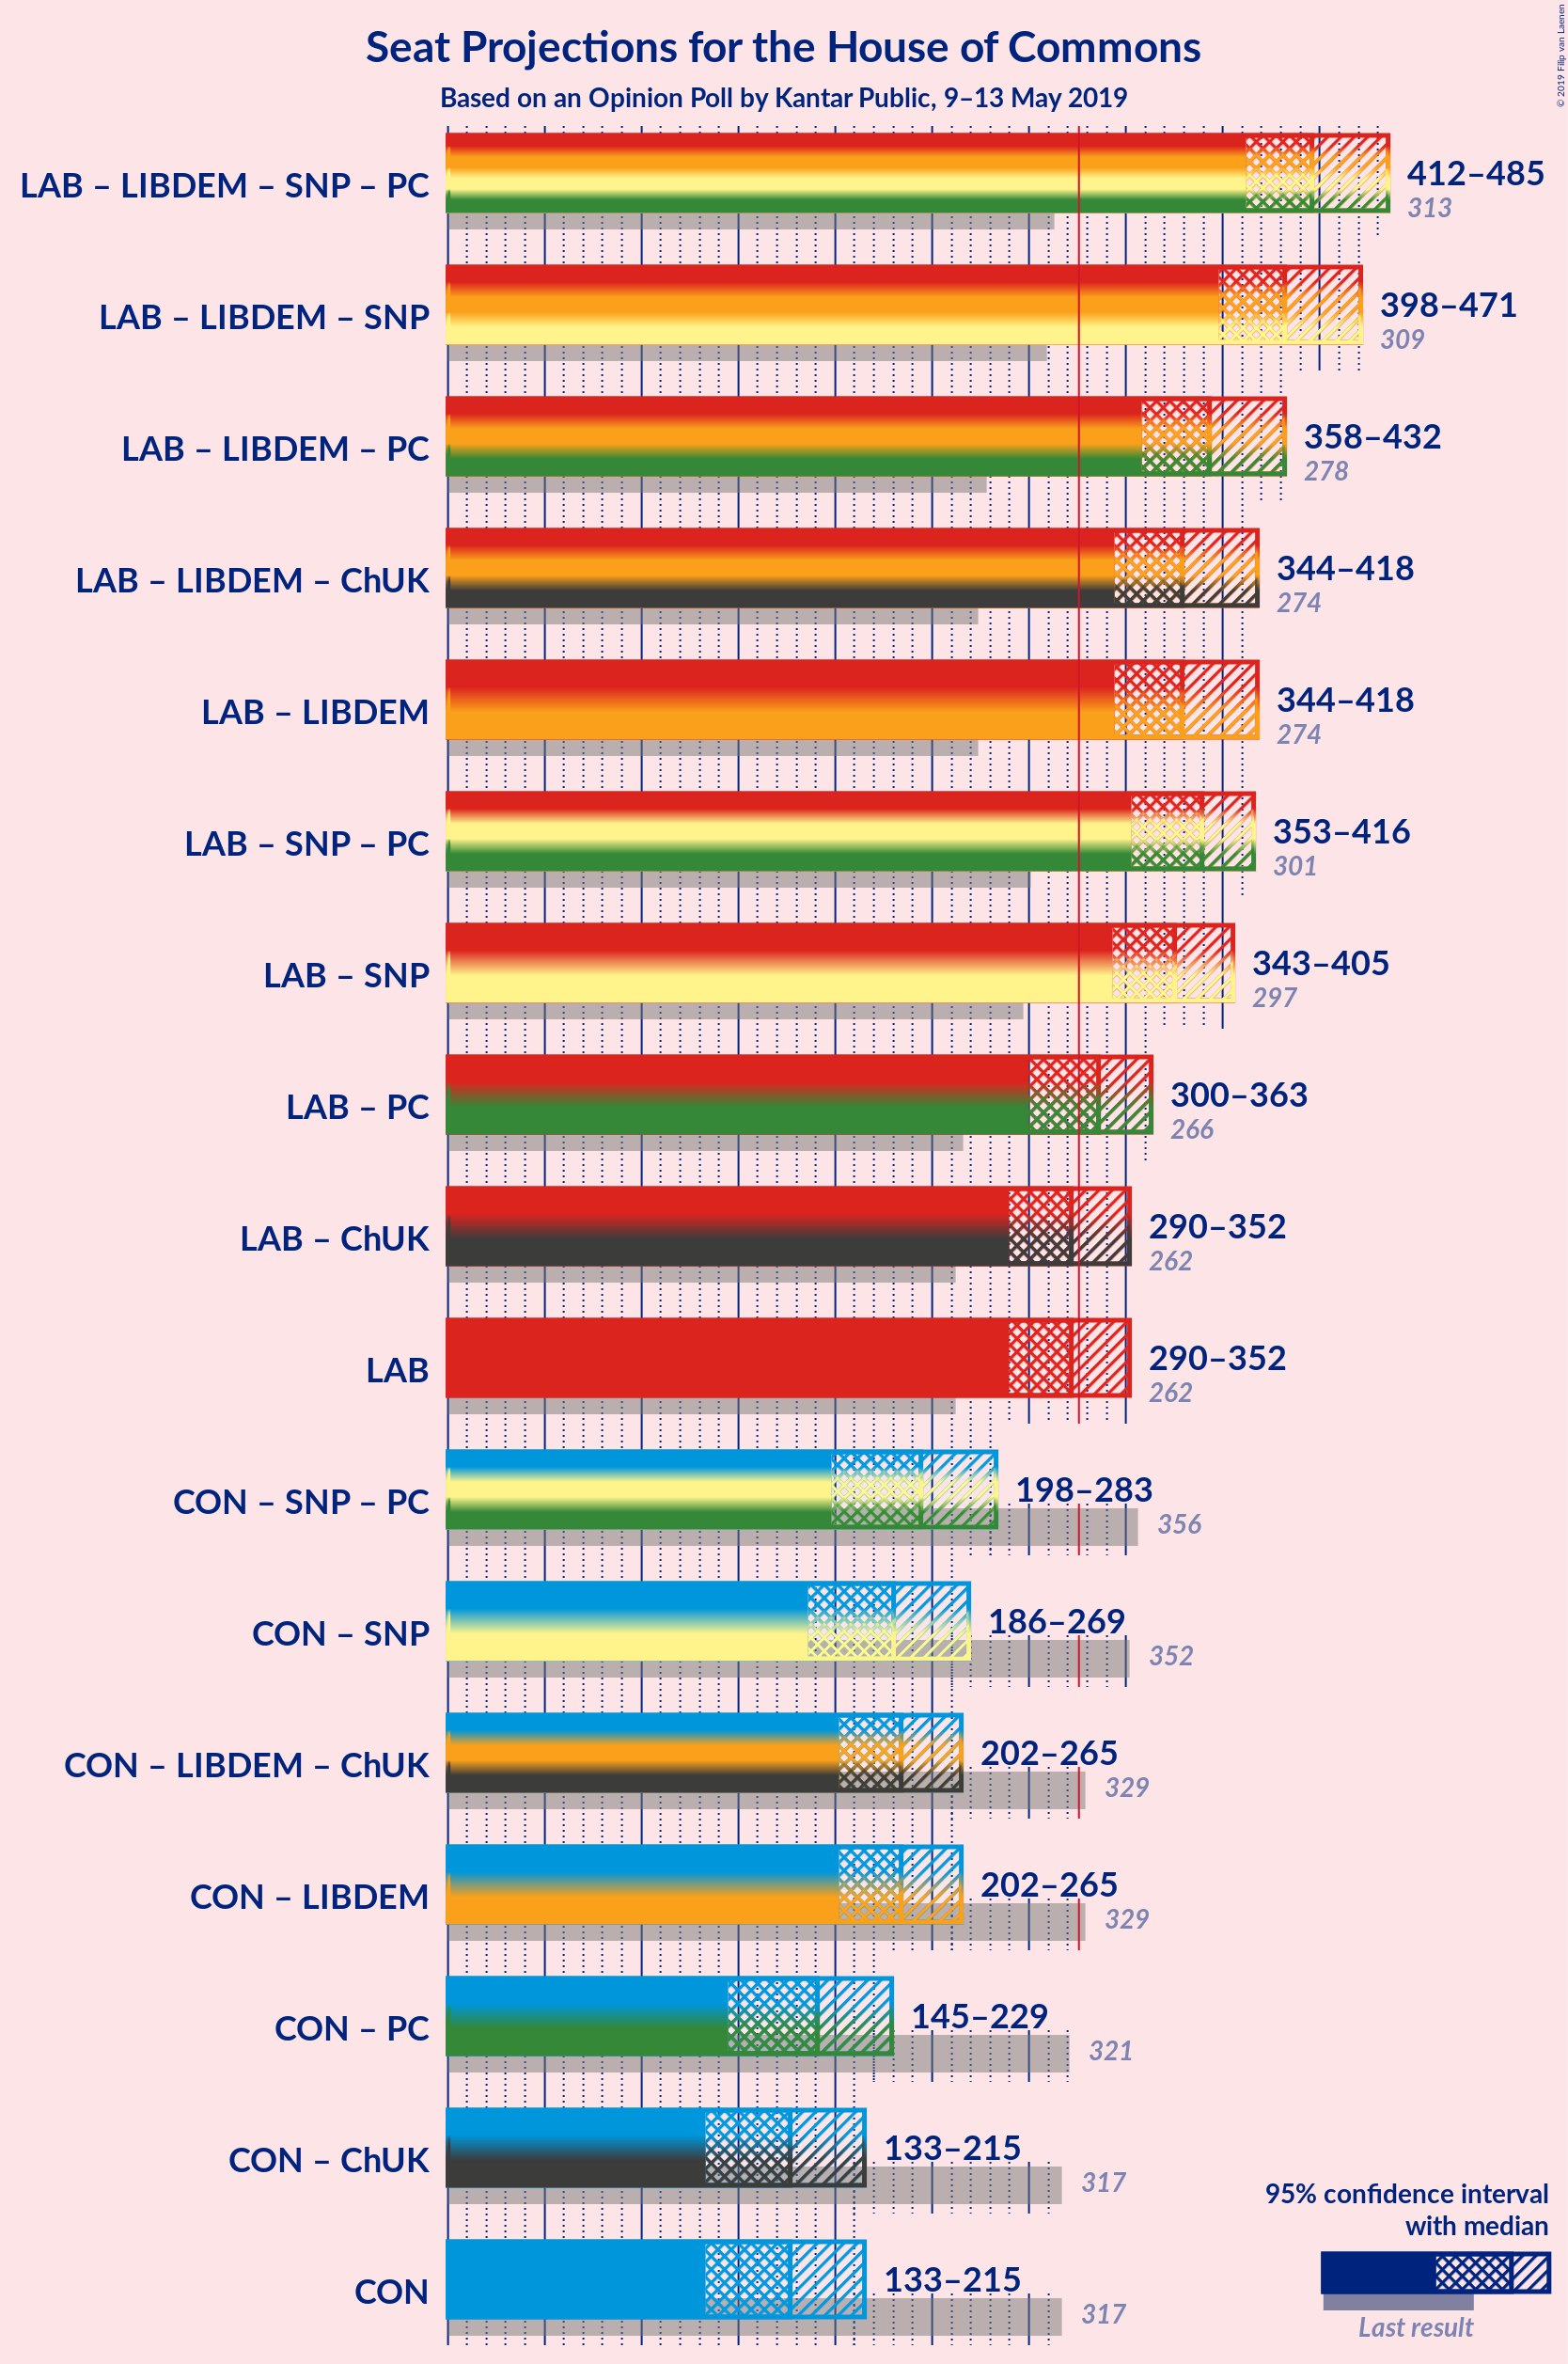 Seat Projections for the House of Commons
Based on an Opinion Poll by Kantar Public, 9–13 May 2019
© 2019 Filip van Laenen
LAB – LIBDEM – SNP – PC
412–485
313
LAB – LIBDEM – SNP
398–471
309
LAB – LIBDEM – PC
358–432
278
LAB – LIBDEM – ChUK
344–418
274
LAB – LIBDEM
344–418
274
LAB – SNP – PC
353–416
301
LAB – SNP
343–405
297
LAB – PC
300–363
266
LAB – ChUK
290–352
262
LAB
290–352
262
CON – SNP – PC
198–283
356
CON – SNP
186–269
352
CON – LIBDEM – ChUK
202–265
329
CON – LIBDEM
202–265
329
CON – PC
145–229
321
CON – ChUK
133–215
317
CON
133–215
317
95% confidence interval
with median
Last result